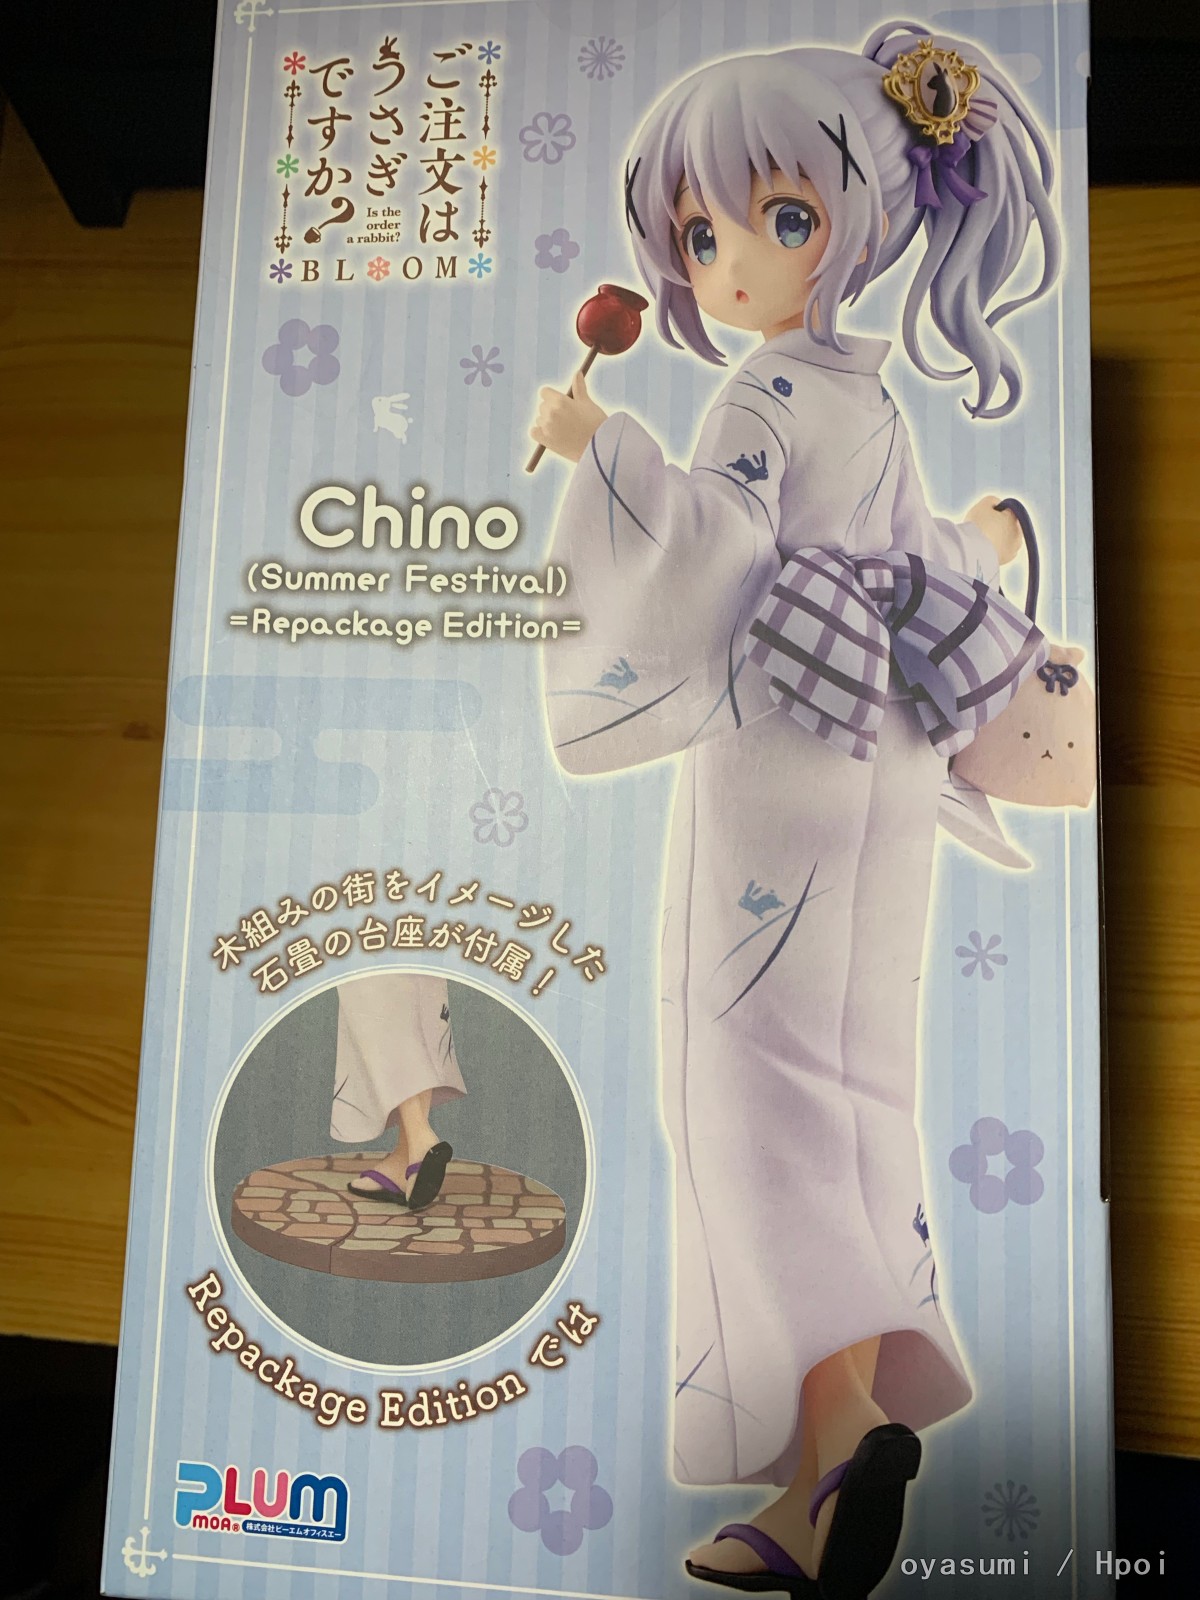 ご注文は
うさぎ
ですか?
Is the
order
a rabbit?
BLOOM
Chino
(Summer Festival)
=Repackage Edition=
木組みの街をイメージした
石畳の台座が付属!
Repackage Edition では
PLUM
PMOA®
株式会社ピーエムオフィスエー
oyasumi / Hpoi